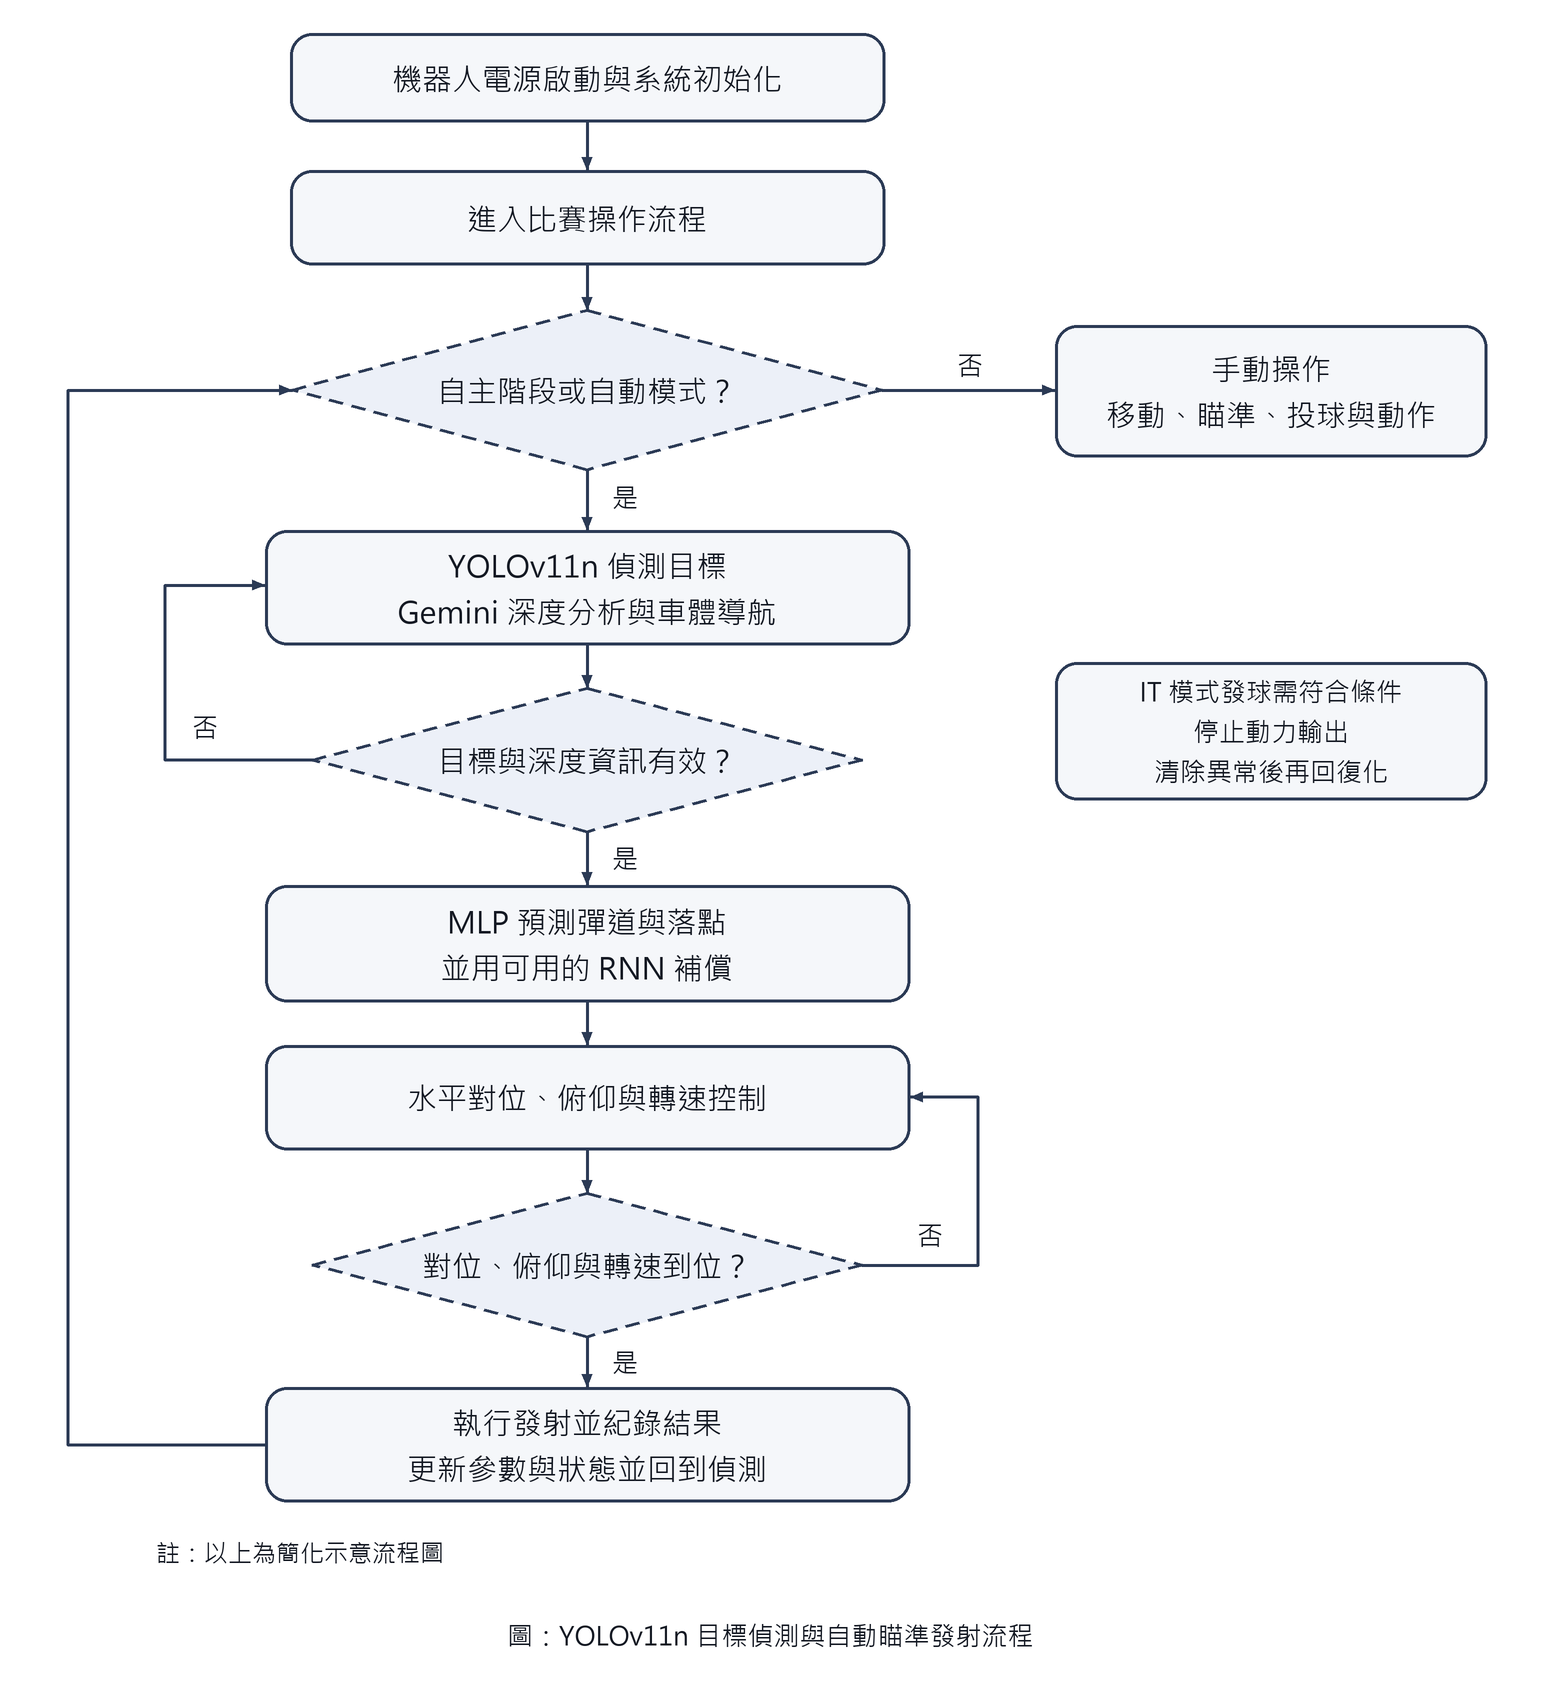 機器人電源啟動與系統初始化
進入比賽操作流程
自主階段或自動模式？
否
手動操作
移動、瞄準、投球與動作
是
YOLOv11n 偵測目標
Gemini 深度分析與車體導航
否
目標與深度資訊有效？
IT 模式發球需符合條件
停止動力輸出
清除異常後再回復化
是
MLP 預測彈道與落點
並用可用的 RNN 補償
水平對位、俯仰與轉速控制
否
對位、俯仰與轉速到位？
是
執行發射並紀錄結果
更新參數與狀態並回到偵測
註：以上為簡化示意流程圖
圖：YOLOv11n 目標偵測與自動瞄準發射流程